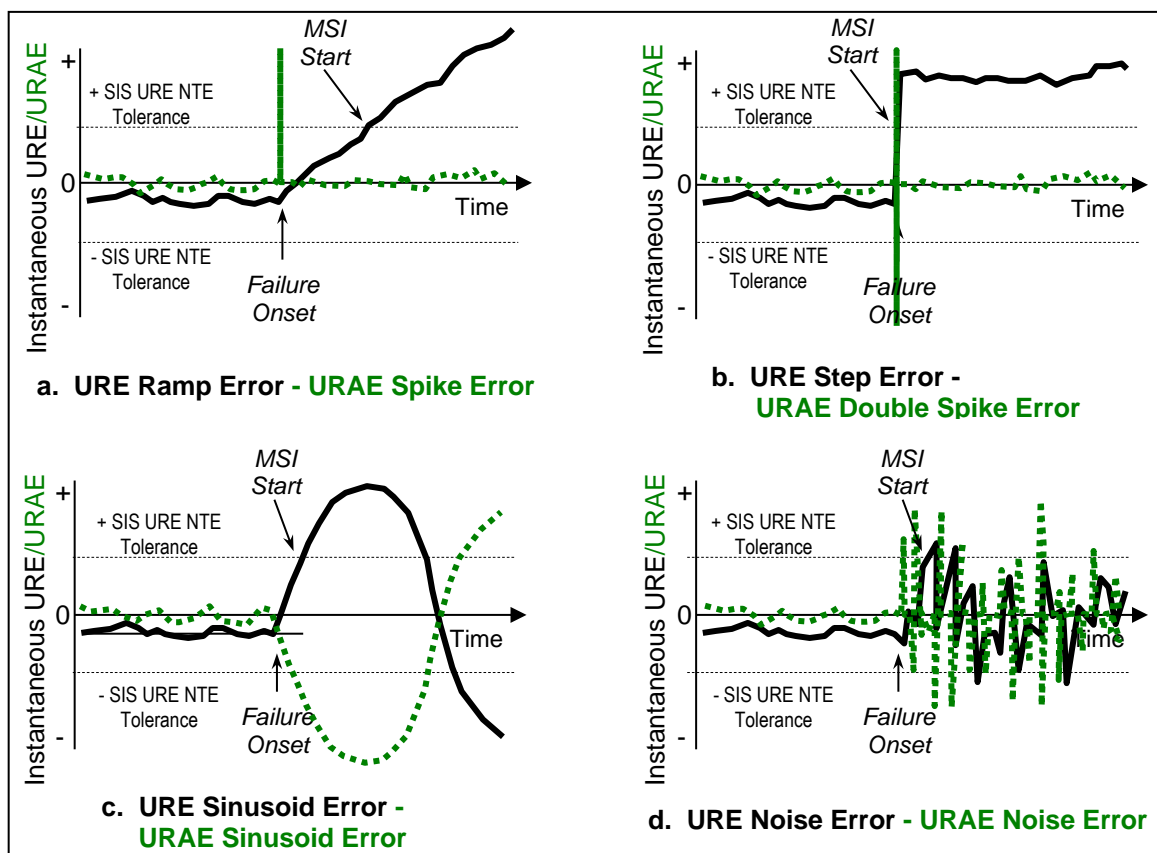 Instantaneous URE/URAE
+
+ SIS URE NTE
Tolerance
0
- SIS URE NTE
Tolerance
-
MSI
Start
Time
Failure
Onset
a. URE Ramp Error - URAE Spike Error
Instantaneous URE/URAE
+
+ SIS URE NTE
Tolerance
0
- SIS URE NTE
Tolerance
-
MSI
Start
Time
Failure
Onset
b. URE Step Error -
URAE Double Spike Error
Instantaneous URE/URAE
+
+ SIS URE NTE
Tolerance
0
- SIS URE NTE
Tolerance
-
MSI
Start
Time
Failure
Onset
c. URE Sinusoid Error -
URAE Sinusoid Error
Instantaneous URE/URAE
+
+ SIS URE NTE
Tolerance
0
- SIS URE NTE
Tolerance
-
MSI
Start
Time
Failure
Onset
d. URE Noise Error - URAE Noise Error